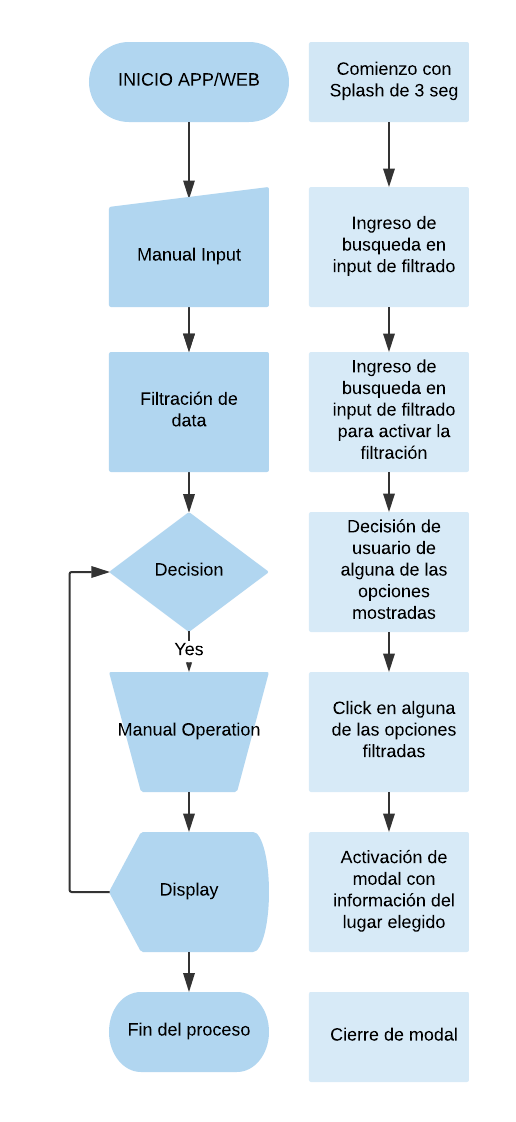 INICIO APP/WEB
Comienzo con
Splash de 3 seg
Manual Input
Ingreso de
busqueda en
input de filtrado
Filtración de
data
Ingreso de
busqueda en
input de filtrado
para activar la
filtración
Decision
Decisión de
usuario de
alguna de las
opciones
mostradas
Yes
Manual Operation
Click en alguna
de las opciones
filtradas
Display
Activación de
modal con
información del
lugar elegido
Fin del proceso
Cierre de modal